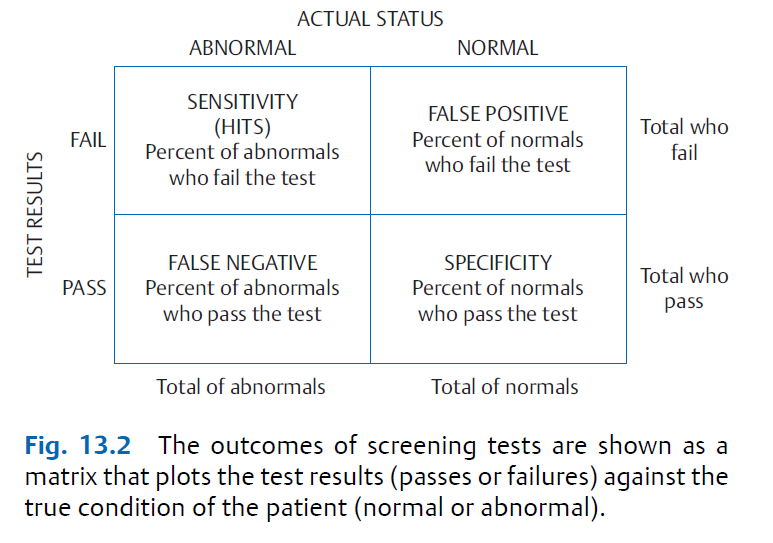 ACTUAL STATUS
ABNORMAL
NORMAL
TEST RESULTS
FAIL
SENSITIVITY
(HITS)
Percent of abnormals
who fail the test
FALSE POSITIVE
Percent of normals
who fail the test
Total who
fail
PASS
FALSE NEGATIVE
Percent of abnormals
who pass the test
SPECIFICITY
Percent of normals
who pass the test
Total who
pass
Total of abnormals
Total of normals
Fig. 13.2 The outcomes of screening tests are shown as a
matrix that plots the test results (passes or failures) against the
true condition of the patient (normal or abnormal).